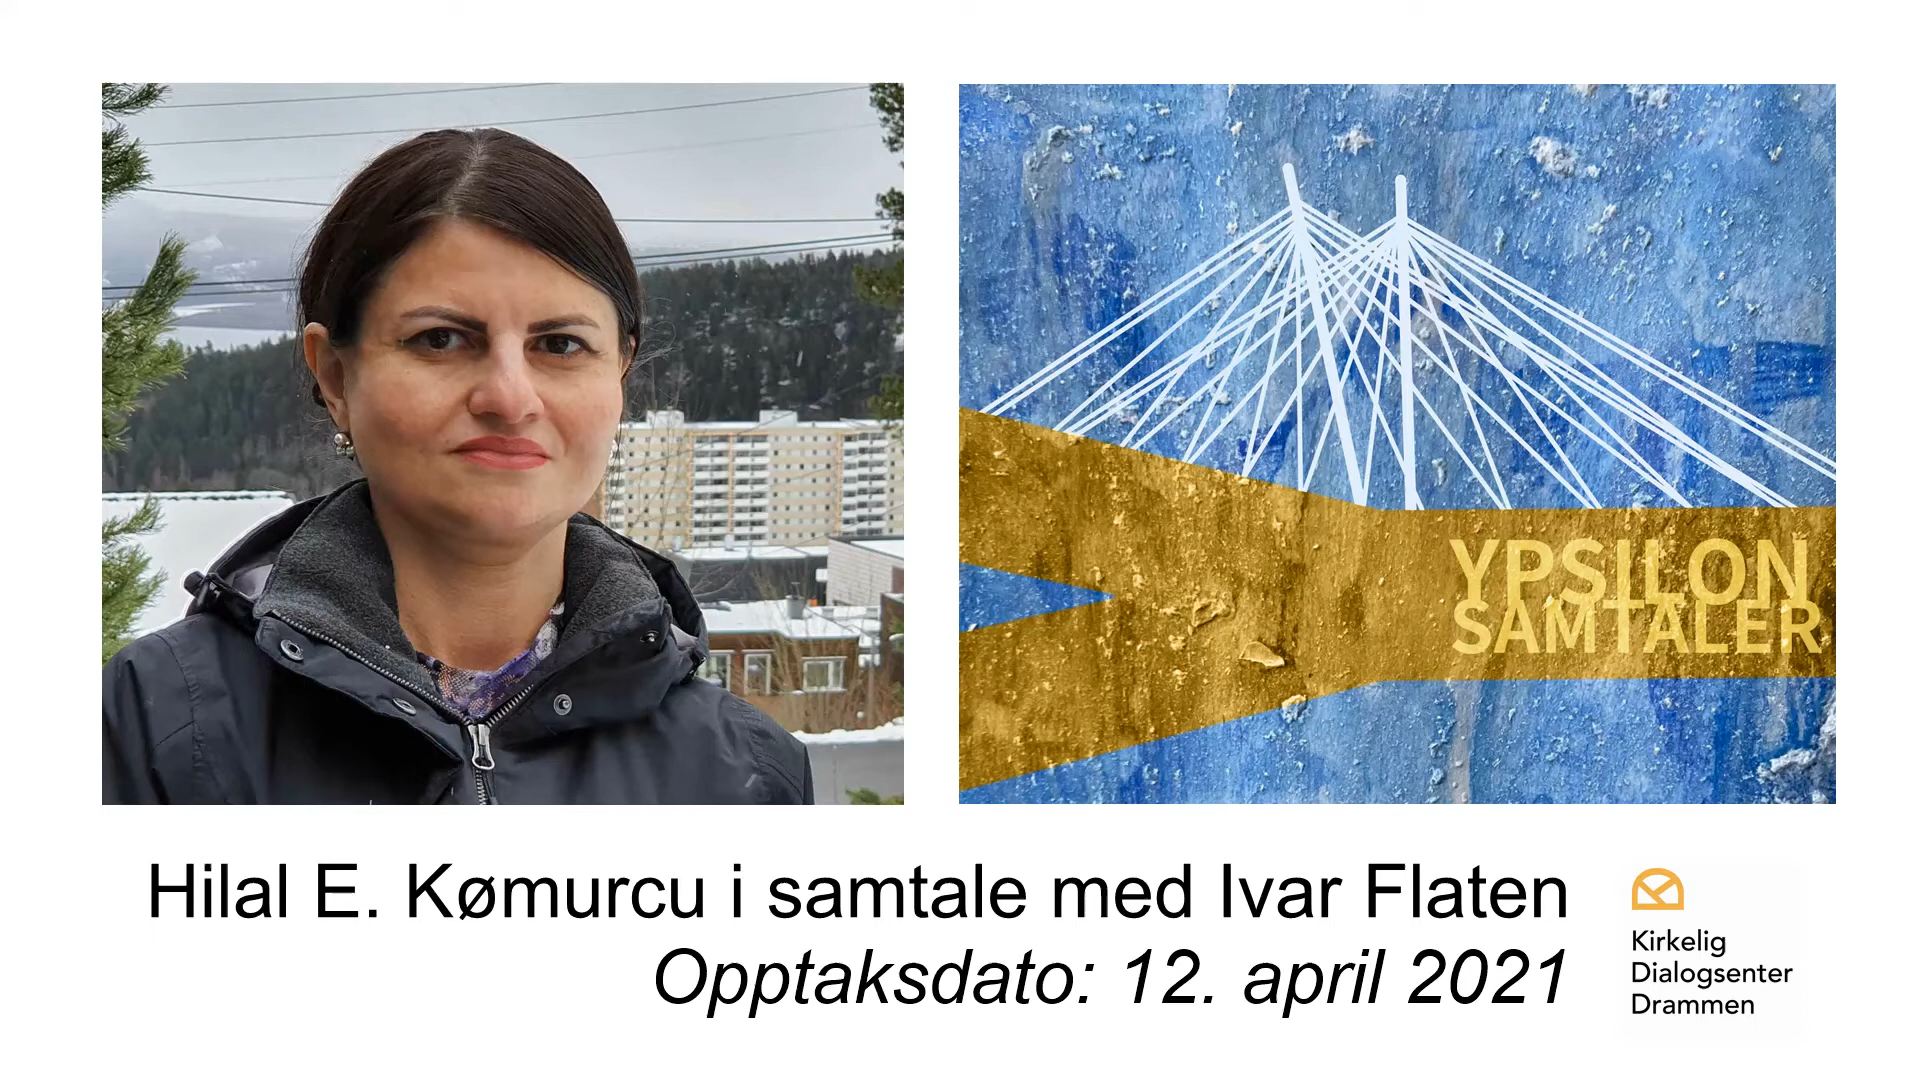 YPSILON
SAMTALER
Hilal E. Kømurcu i samtale med Ivar Flaten
Opptaksdato: 12. april 2021
Kirkelig
Dialogsenter
Drammen